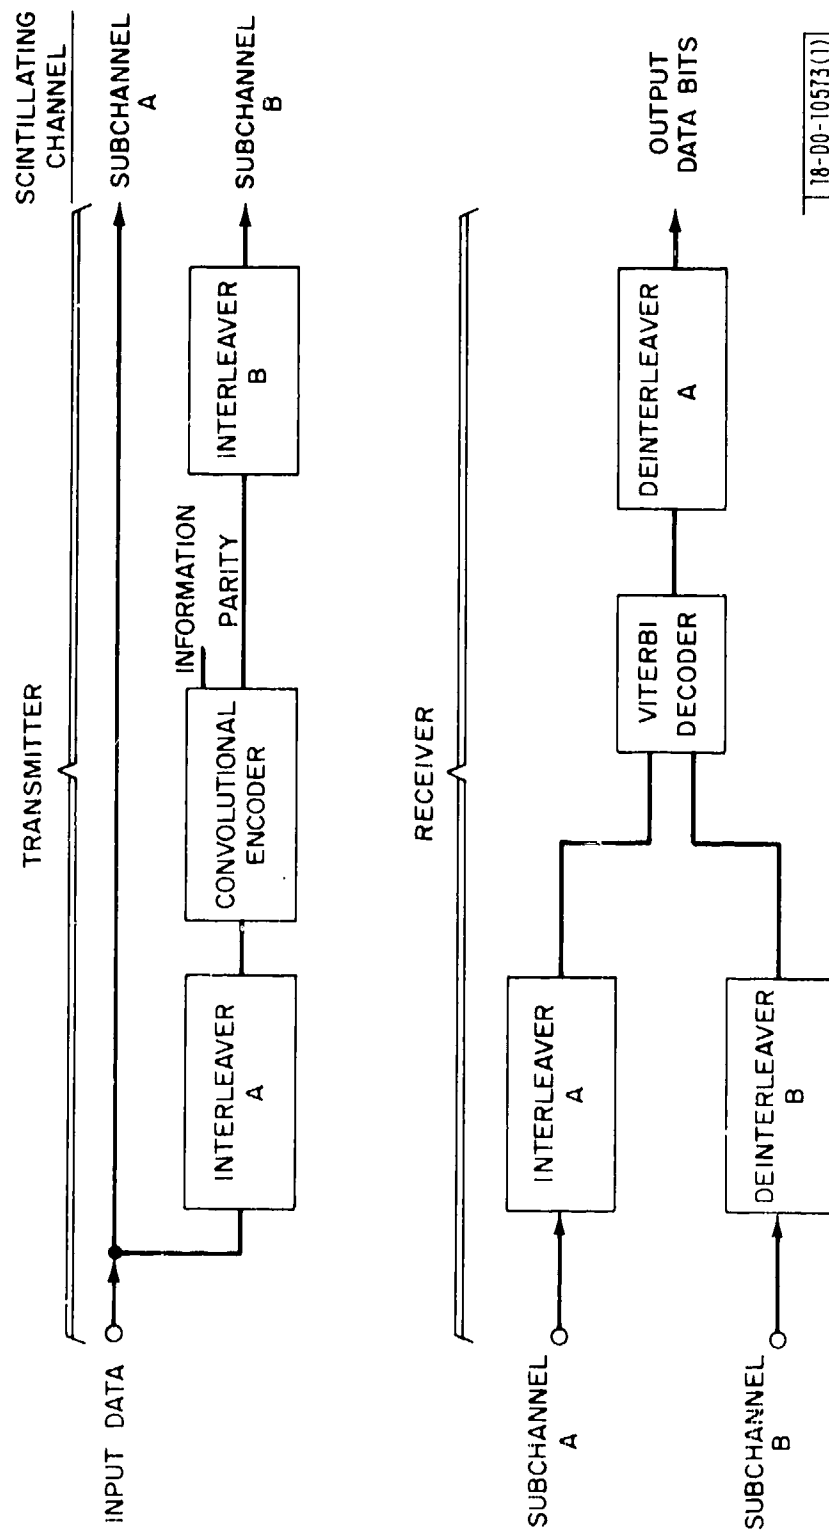 TRANSMITTER
SCINTILLATING
CHANNEL
INPUT DATA
SUBCHANNEL
A
INTERLEAVER
A
CONVOLUTIONAL
ENCODER
INFORMATION
PARITY
INTERLEAVER
B
SUBCHANNEL
B
RECEIVER
SUBCHANNEL
A
INTERLEAVER
A
SUBCHANNEL
B
DEINTERLEAVER
B
VITERBI
DECODER
DEINTERLEAVER
A
OUTPUT
DATA BITS
18-DO-10573(1)